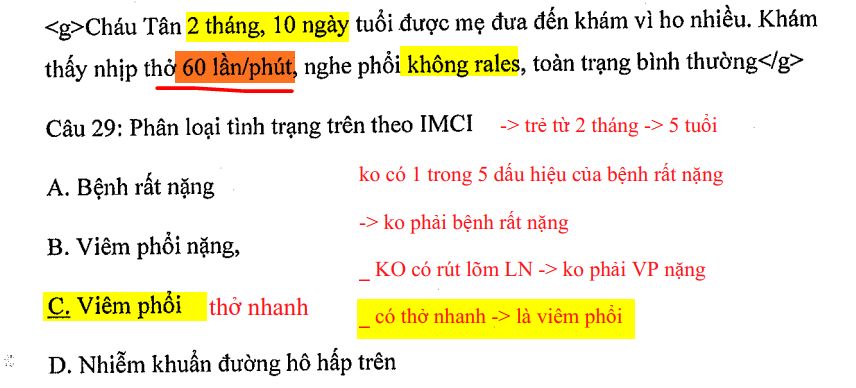 <g>Cháu Tân 2 tháng, 10 ngày tuổi được mẹ đưa đến khám vì ho nhiều. Khám
thấy nhịp thở 60 lần/phút, nghe phổi không rales, toàn trạng bình thường</g>
Câu 29: Phân loại tình trạng trên theo IMCI -> trẻ từ 2 tháng -> 5 tuổi
A. Bệnh rất nặng
ko có 1 trong 5 dấu hiệu của bệnh rất nặng
-> ko phải bệnh rất nặng
B. Viêm phổi nặng,
_ KO có rút lõm LN -> ko phải VP nặng
C. Viêm phổi thở nhanh
_ có thở nhanh -> là viêm phổi
D. Nhiễm khuẩn đường hô hấp trên